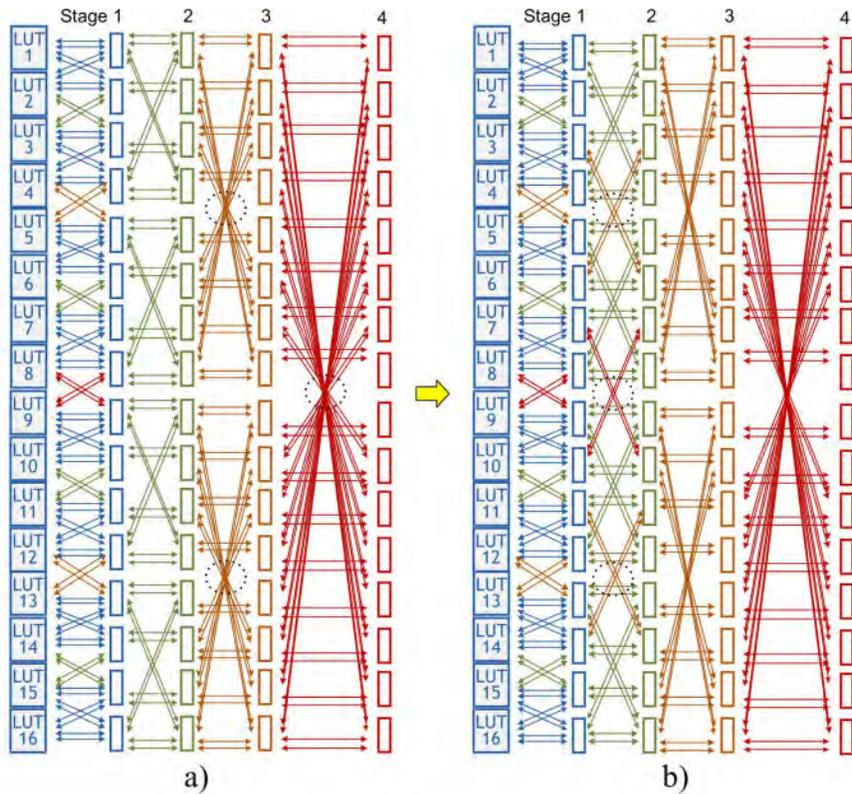 Stage 1 2 3 4
LUT 1
LUT 2
LUT 3
LUT 4
LUT 5
LUT 6
LUT 7
LUT 8
LUT 9
LUT 10
LUT 11
LUT 12
LUT 13
LUT 14
LUT 15
LUT 16
a)
Stage 1 2 3 4
LUT 1
LUT 2
LUT 3
LUT 4
LUT 5
LUT 6
LUT 7
LUT 8
LUT 9
LUT 10
LUT 11
LUT 12
LUT 13
LUT 14
LUT 15
LUT 16
b)